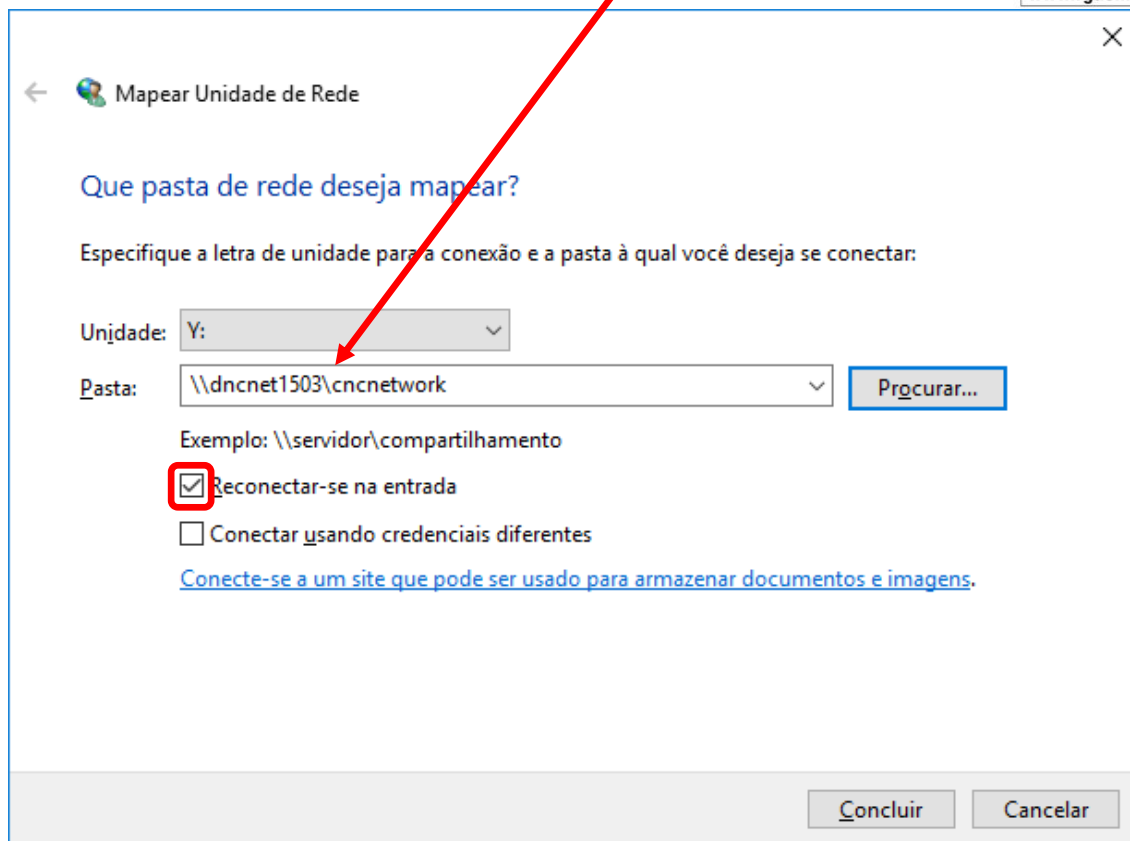 Mapear Unidade de Rede
Que pasta de rede deseja mapear?
Especifique a letra de unidade para a conexão e a pasta à qual você deseja se conectar:
Unidade: Y:
Pasta: \\dncnet1503\cncnetwork Procurar...
Exemplo: \\servidor\compartilhamento
Reconectar-se na entrada
Conectar usando credenciais diferentes
Conecte-se a um site que pode ser usado para armazenar documentos e imagens.
Concluir Cancelar